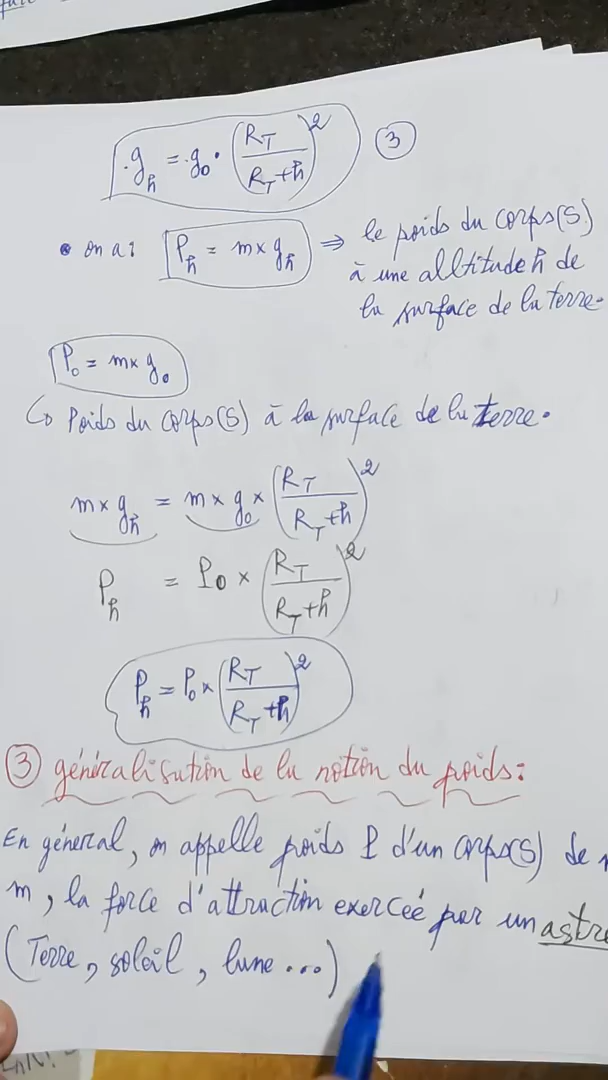 g_h = g_0 · (R_T / (R_T + h))^2 ③
• on a : P_h = m × g_h ⇒ le poids du corps (S)
à une alltitude h de
la surface de la terre.
P_0 = m × g_0
↳ Poids du corps (S) à la surface de la terre.
m × g_h = m × g_0 × (R_T / (R_T + h))^2
P_h = P_0 × (R_T / (R_T + h))^2
P_h = P_0 × (R_T / (R_T + h))^2
③ généralisation de la notion du poids :
En géneral, on appelle poids P d'un corps (S) de
m, la force d'attraction exerceé par un astre
(Terre, soleil, lune ...)